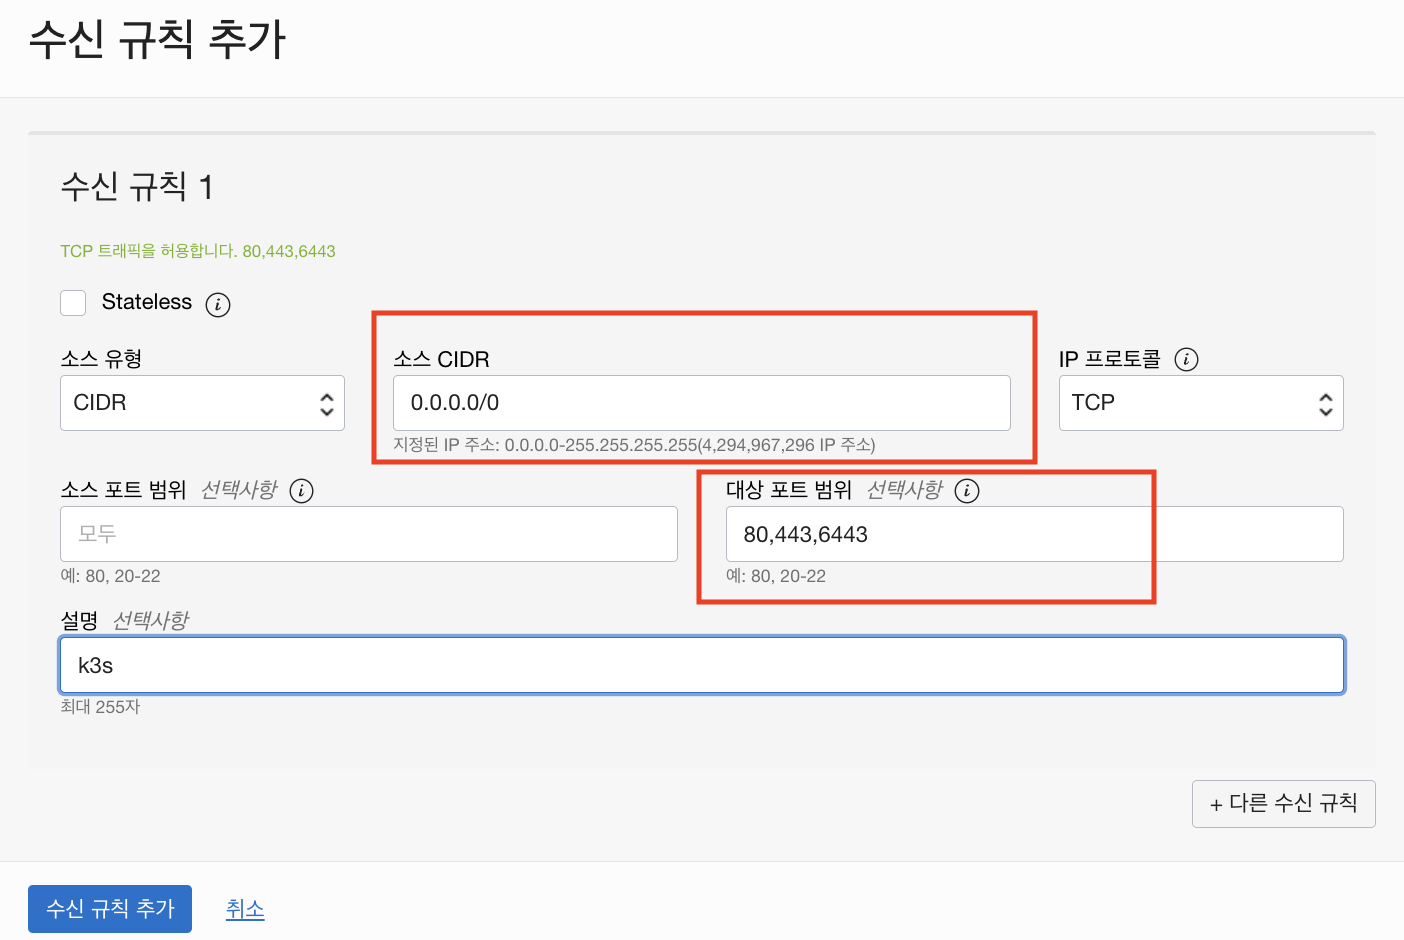 수신 규칙 추가
수신 규칙 1
TCP 트래픽을 허용합니다. 80,443,6443
Stateless i
소스 유형 소스 CIDR IP 프로토콜 i
CIDR 0.0.0.0/0 TCP
지정된 IP 주소: 0.0.0.0-255.255.255.255(4,294,967,296 IP 주소)
소스 포트 범위 선택사항 i 대상 포트 범위 선택사항 i
모두 80,443,6443
예: 80, 20-22 예: 80, 20-22
설명 선택사항
k3s
최대 255자
+ 다른 수신 규칙
수신 규칙 추가 취소